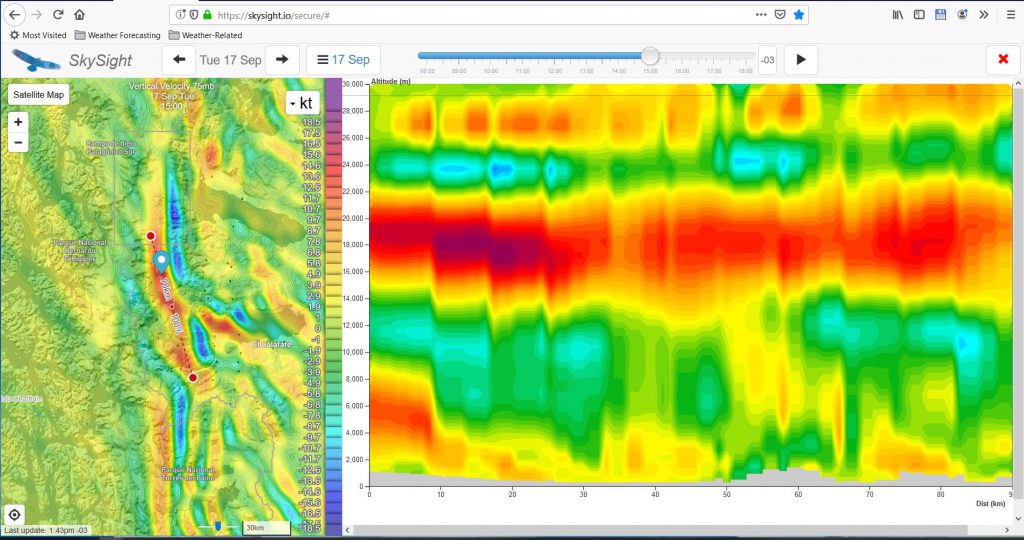 https://skysight.io/secure/#
Most Visited
Weather Forecasting
Weather-Related
SkySight
Tue 17 Sep
17 Sep
08:00 09:00 10:00 11:00 12:00 13:00 14:00 15:00 16:00 17:00 18:00
-03
Satellite Map
+
−
Vertical Velocity 75mb
17 Sep Tue
15:00
kt
18.5
17.5
16.5
15.6
14.6
13.6
12.6
11.7
10.7
9.7
8.7
7.8
6.8
5.8
4.9
3.9
2.9
1.9
1
0
-1
-1.9
-2.9
-3.9
-4.9
-5.8
-6.8
-7.8
-8.7
-9.7
-10.7
-11.7
-12.6
-13.6
-14.6
-15.6
-16.5
Campo de Hielo
Patagónico Sur
Parque Nacional
Bernardo
O'Higgins
El Calafate
Isla Chatham
Parque Nacional
Torres del Paine
30km
Last update: 1.43pm -03
Altitude (m)
30,000
28,000
26,000
24,000
22,000
20,000
18,000
16,000
14,000
12,000
10,000
8,000
6,000
4,000
2,000
0
0 10 20 30 40 50 60 70 80 9
Dist (km)